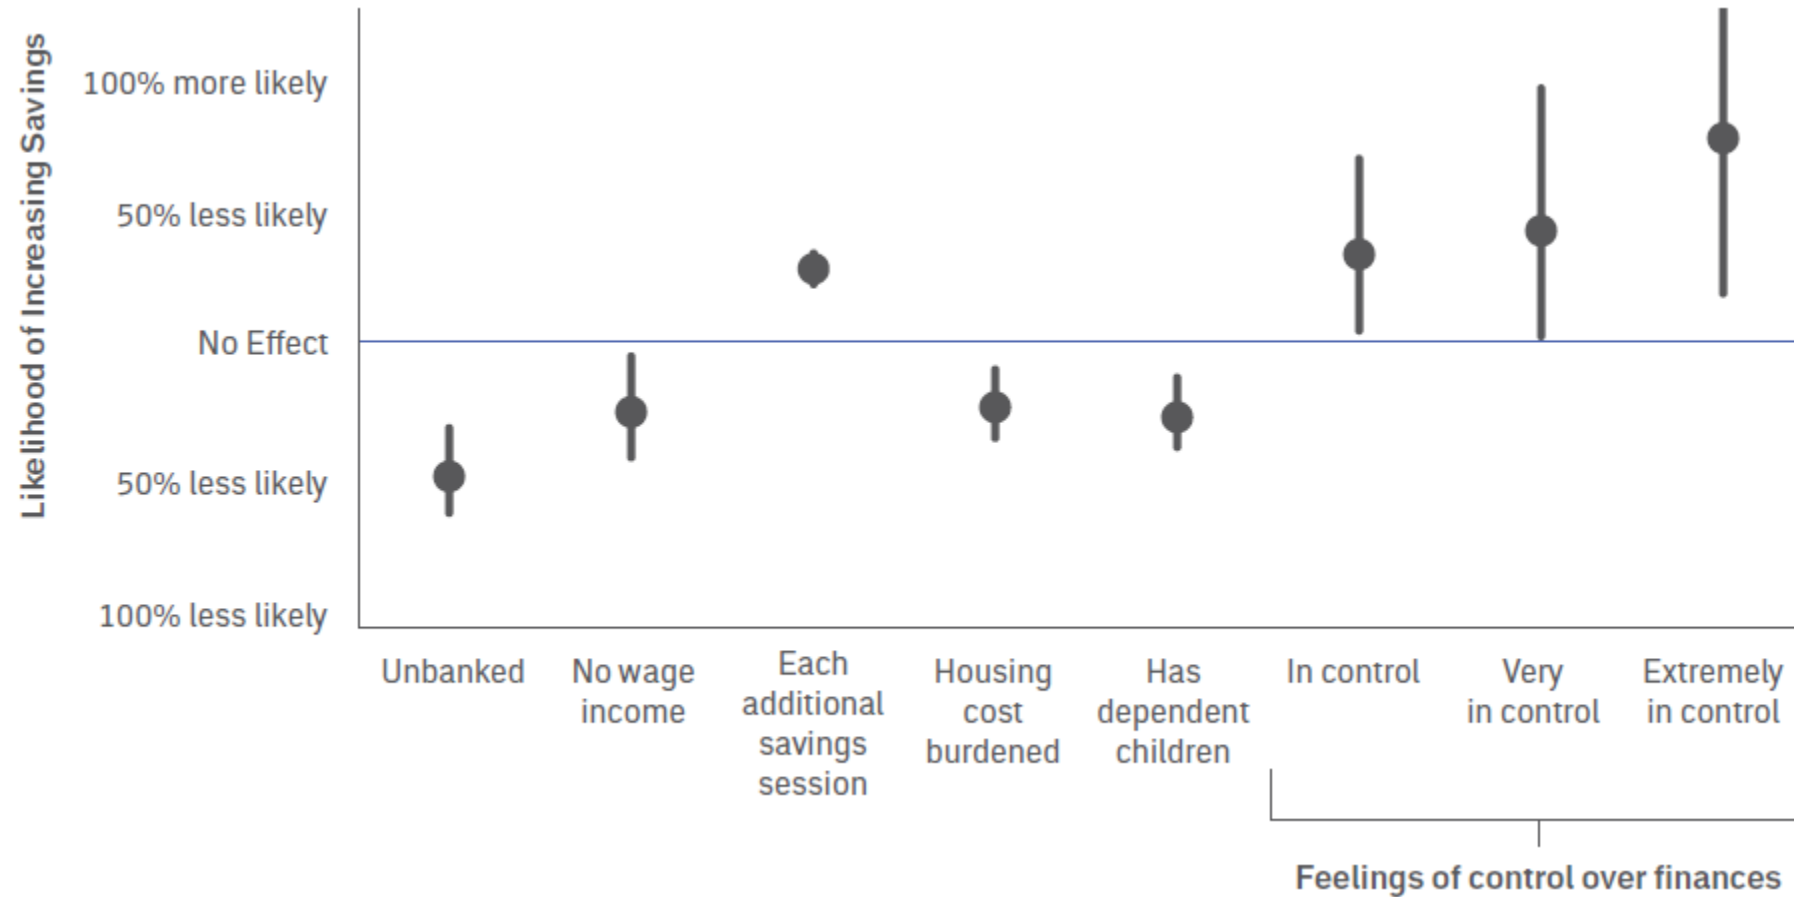 Likelihood of Increasing Savings
100% more likely
50% less likely
No Effect
50% less likely
100% less likely
Unbanked
No wage
income
Each
additional
savings
session
Housing
cost
burdened
Has
dependent
children
In control
Very
in control
Extremely
in control
Feelings of control over finances